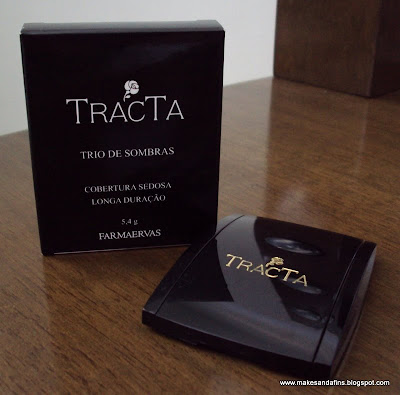 TRACTA
TRIO DE SOMBRAS
COBERTURA SEDOSA
LONGA DURAÇÃO
5,4 g
FARMAERVAS
TRACTA
www.makesandafins.blogspot.com